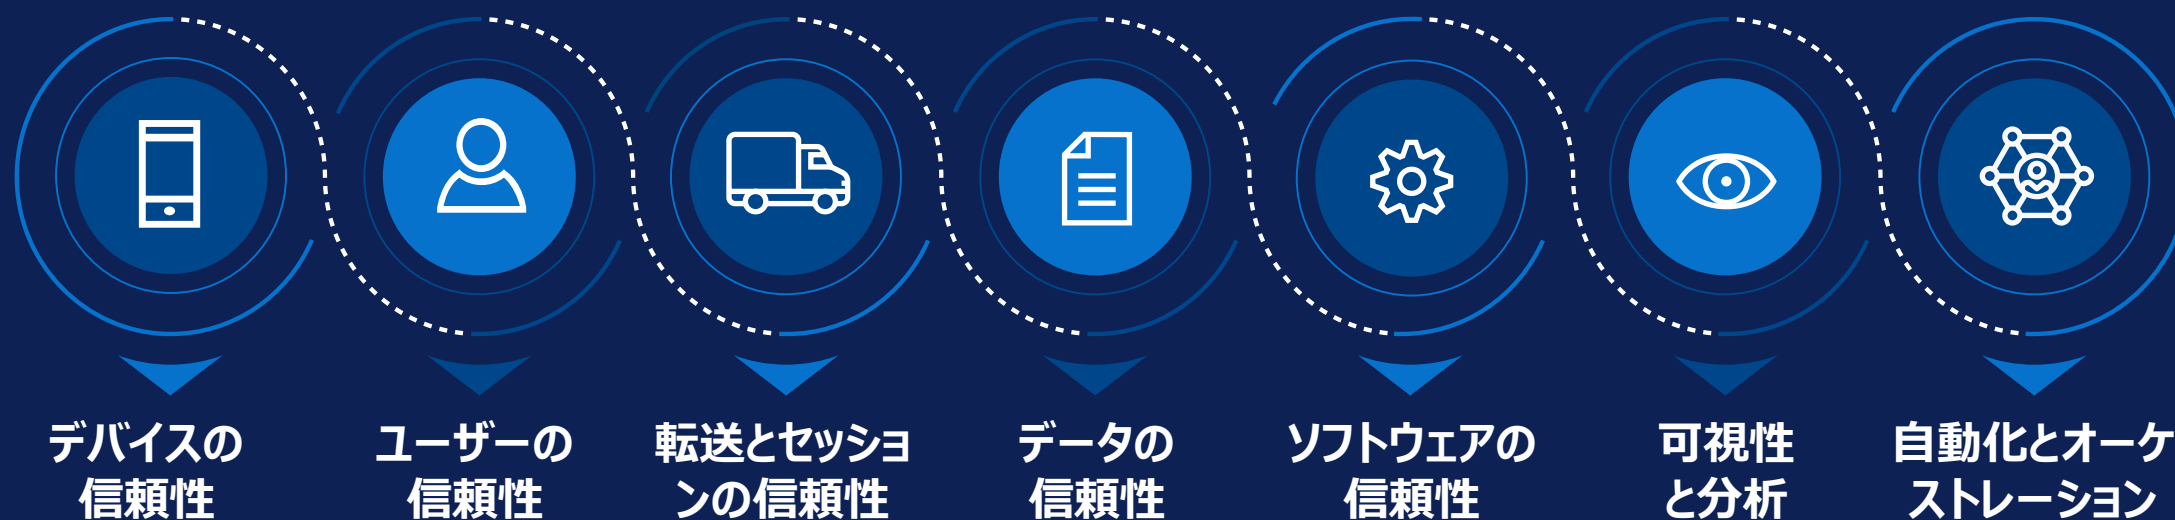 デバイスの
信頼性
ユーザーの
信頼性
転送とセッショ
ンの信頼性
データの
信頼性
ソフトウェアの
信頼性
可視性
と分析
自動化とオーケ
ストレーション